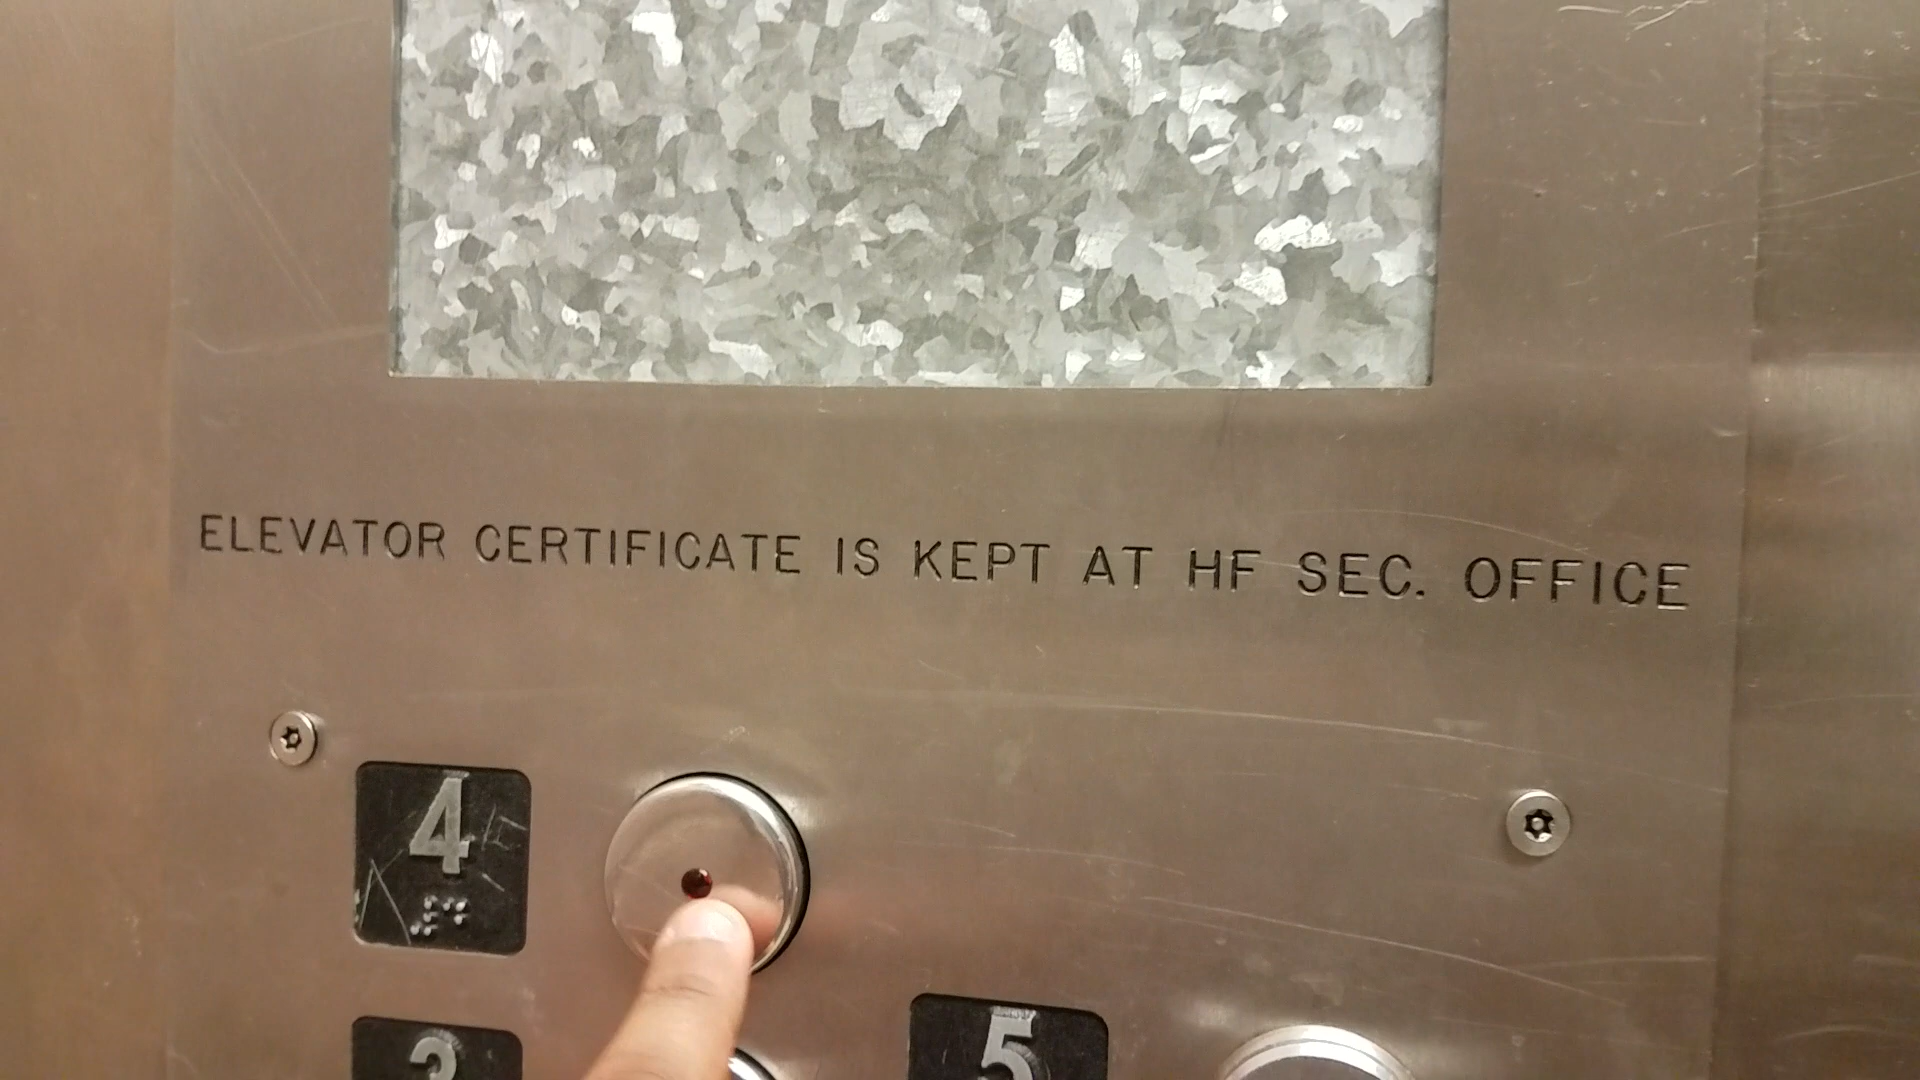 ELEVATOR CERTIFICATE IS KEPT AT HF SEC. OFFICE
4
5